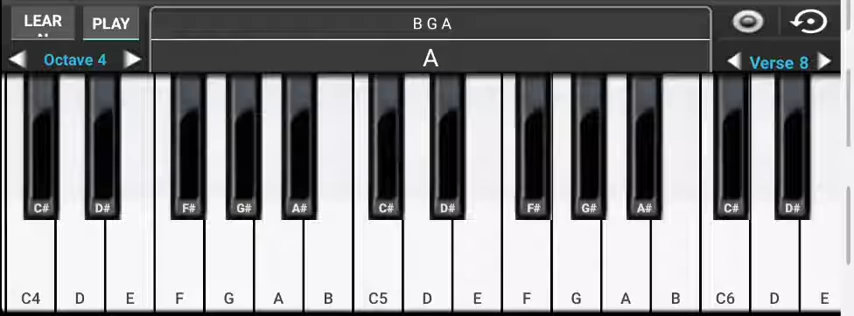 LEAR PLAY
B G A
Octave 4
A
Verse 8
C# D# F# G# A# C# D# F# G# A# C# D#
C4 D E F G A B C5 D E F G A B C6 D E